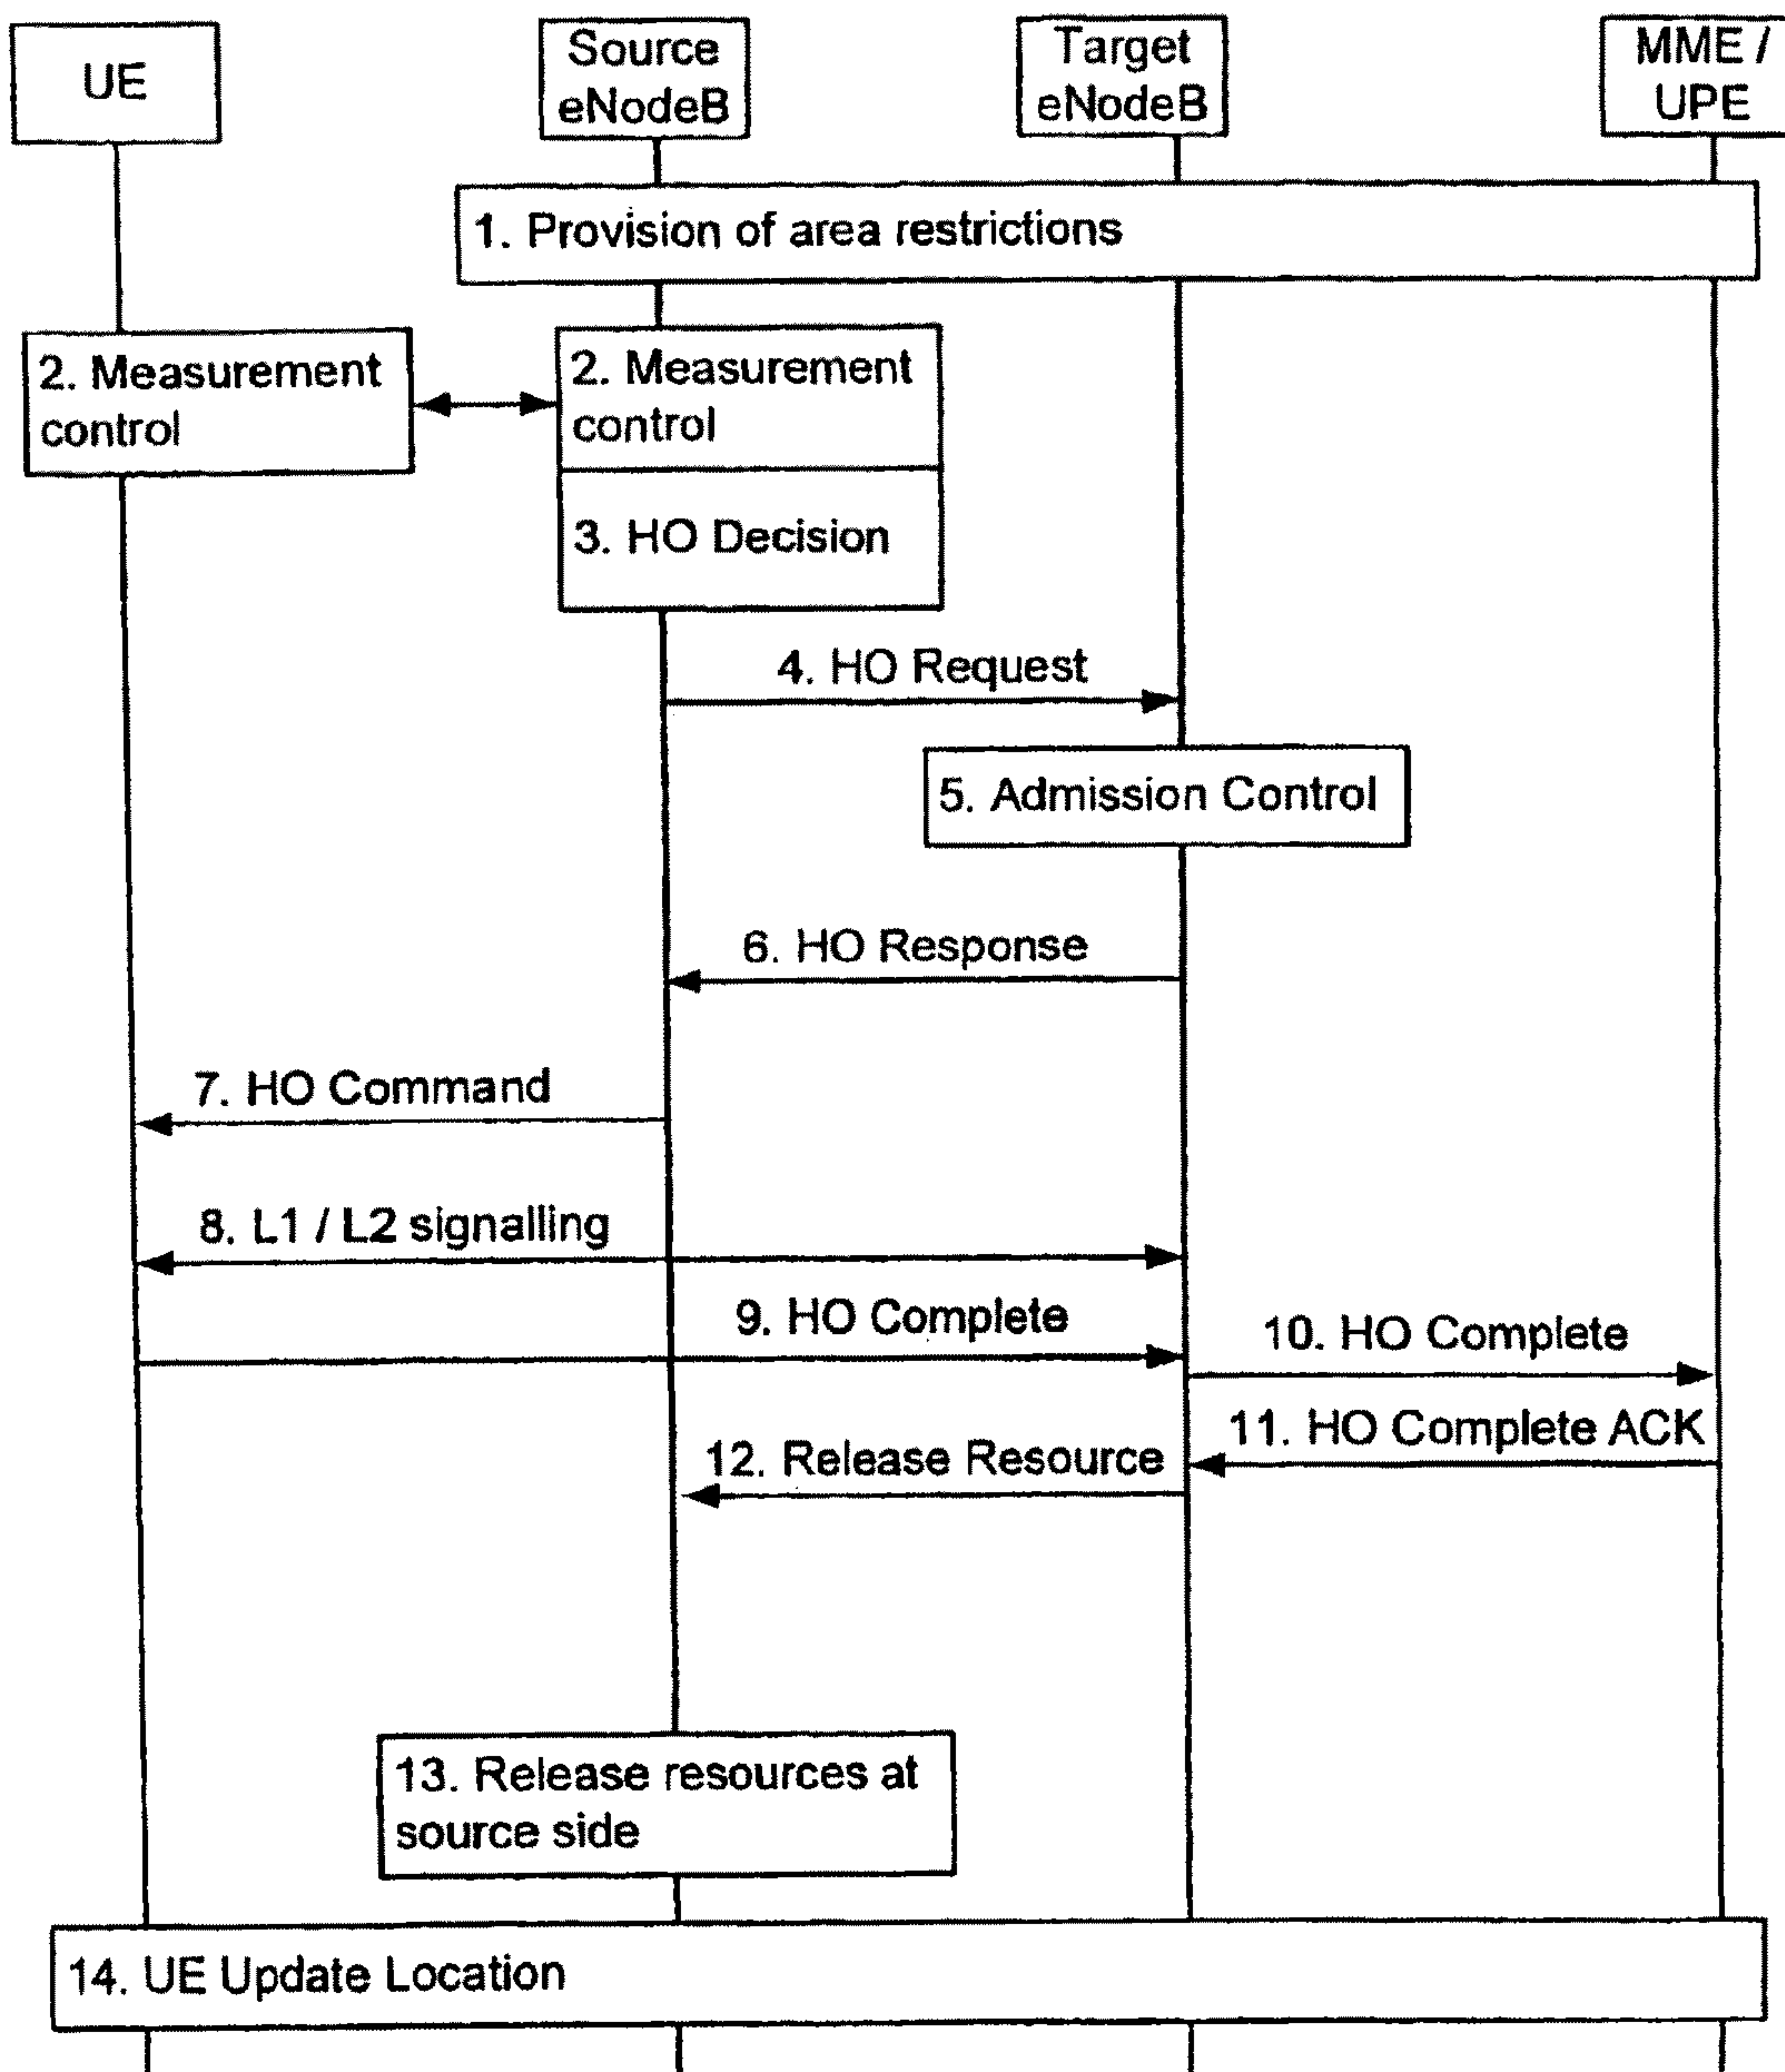 UE
Source
eNodeB
Target
eNodeB
MME /
UPE
1. Provision of area restrictions
2. Measurement
control
2. Measurement
control
3. HO Decision
4. HO Request
5. Admission Control
6. HO Response
7. HO Command
8. L1 / L2 signalling
9. HO Complete
10. HO Complete
11. HO Complete ACK
12. Release Resource
13. Release resources at
source side
14. UE Update Location